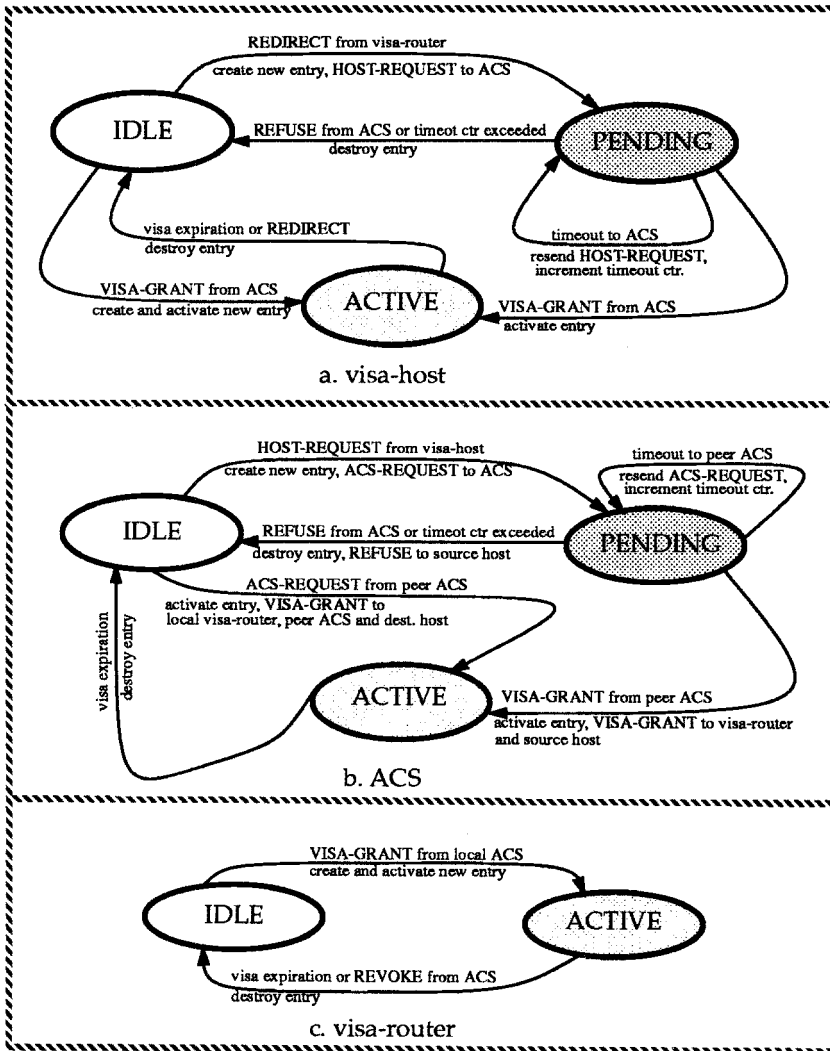 REDIRECT from visa-router
create new entry, HOST-REQUEST to ACS
IDLE
REFUSE from ACS or timeot ctr exceeded
destroy entry
PENDING
visa expiration or REDIRECT
destroy entry
timeout to ACS
resend HOST-REQUEST,
increment timeout ctr.
VISA-GRANT from ACS
create and activate new entry
ACTIVE
VISA-GRANT from ACS
activate entry
a. visa-host
HOST-REQUEST from visa-host
create new entry, ACS-REQUEST to ACS
timeout to peer ACS
resend ACS-REQUEST,
increment timeout ctr.
IDLE
REFUSE from ACS or timeot ctr exceeded
destroy entry, REFUSE to source host
PENDING
ACS-REQUEST from peer ACS
activate entry, VISA-GRANT to
local visa-router, peer ACS and dest. host
visa expiration
destroy entry
ACTIVE
VISA-GRANT from peer ACS
activate entry, VISA-GRANT to visa-router
and source host
b. ACS
VISA-GRANT from local ACS
create and activate new entry
IDLE
ACTIVE
visa expiration or REVOKE from ACS
destroy entry
c. visa-router